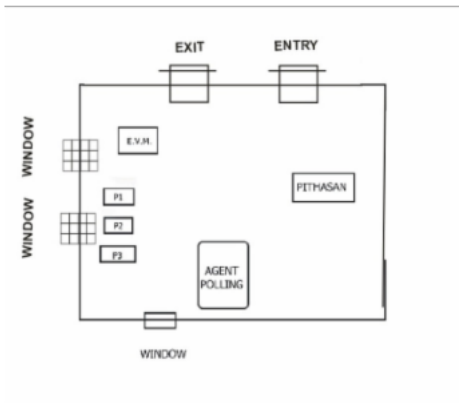 EXIT
ENTRY
WINDOW
E.V.M.
P1
PITHASAN
WINDOW
P2
P3
AGENT
POLLING
WINDOW